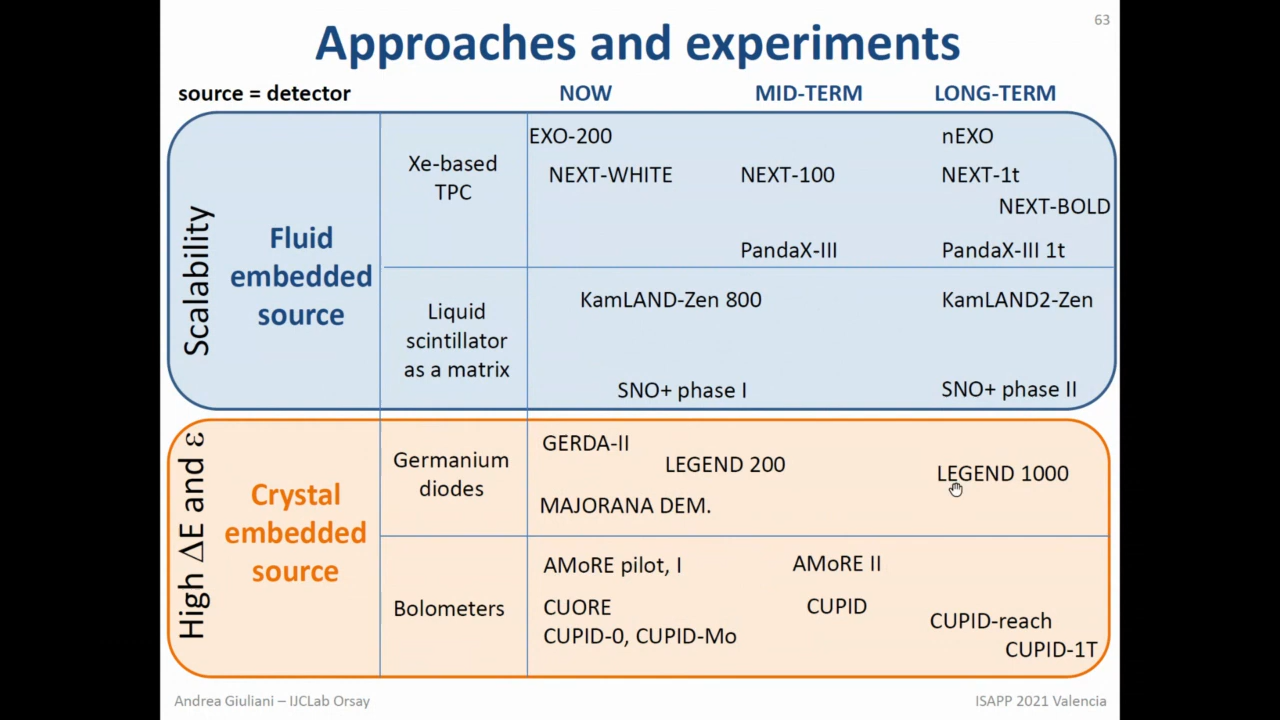 63
Approaches and experiments
source = detector
NOW
MID-TERM
LONG-TERM
Scalability
Fluid
embedded
source
Xe-based
TPC
EXO-200
nEXO
NEXT-WHITE
NEXT-100
NEXT-1t
NEXT-BOLD
PandaX-III
PandaX-III 1t
Liquid
scintillator
as a matrix
KamLAND-Zen 800
KamLAND2-Zen
SNO+ phase I
SNO+ phase II
High ΔE and ε
Crystal
embedded
source
Germanium
diodes
GERDA-II
LEGEND 200
LEGEND 1000
MAJORANA DEM.
Bolometers
AMoRE pilot, I
AMoRE II
CUORE
CUPID
CUPID-0, CUPID-Mo
CUPID-reach
CUPID-1T
Andrea Giuliani – IJCLab Orsay
ISAPP 2021 Valencia